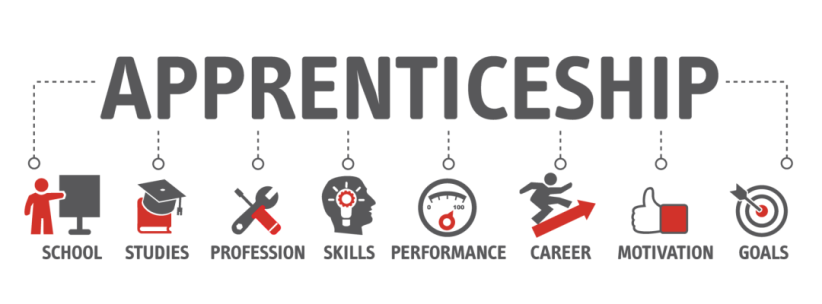 APPRENTICESHIP
0 100
SCHOOL STUDIES PROFESSION SKILLS PERFORMANCE CAREER MOTIVATION GOALS